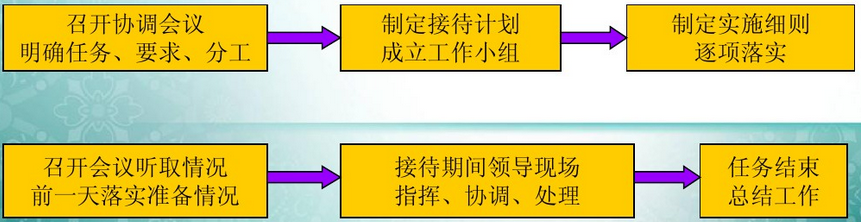 召开协调会议
明确任务、要求、分工
制定接待计划
成立工作小组
制定实施细则
逐项落实
召开会议听取情况
前一天落实准备情况
接待期间领导现场
指挥、协调、处理
任务结束
总结工作